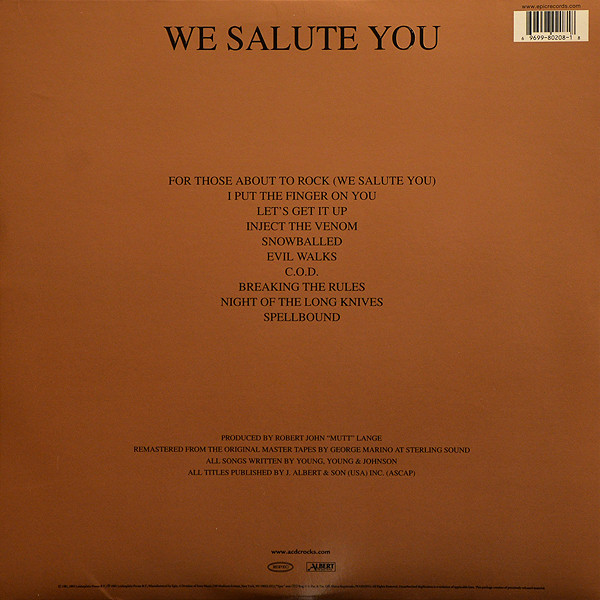 www.epicrecords.com
6 9699-80208-1 8
WE SALUTE YOU
FOR THOSE ABOUT TO ROCK (WE SALUTE YOU)
I PUT THE FINGER ON YOU
LET'S GET IT UP
INJECT THE VENOM
SNOWBALLED
EVIL WALKS
C.O.D.
BREAKING THE RULES
NIGHT OF THE LONG KNIVES
SPELLBOUND
PRODUCED BY ROBERT JOHN "MUTT" LANGE
REMASTERED FROM THE ORIGINAL MASTER TAPES BY GEORGE MARINO AT STERLING SOUND
ALL SONGS WRITTEN BY YOUNG, YOUNG & JOHNSON
ALL TITLES PUBLISHED BY J. ALBERT & SON (USA) INC. (ASCAP)
www.acdcrocks.com
epic ALBERT